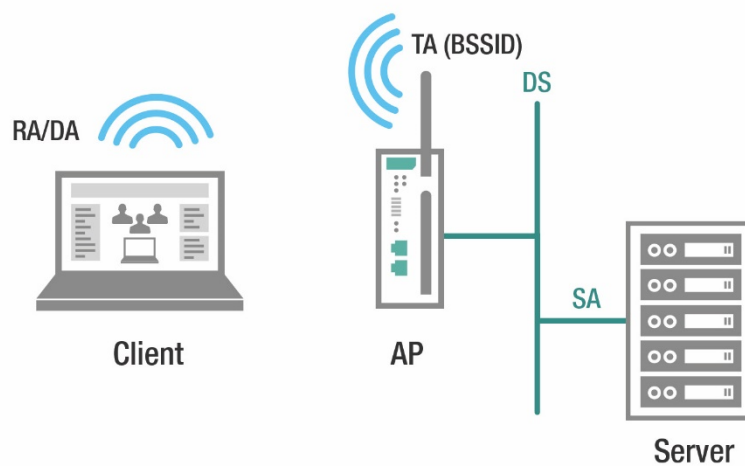 TA (BSSID)
DS
RA/DA
SA
Client
AP
Server